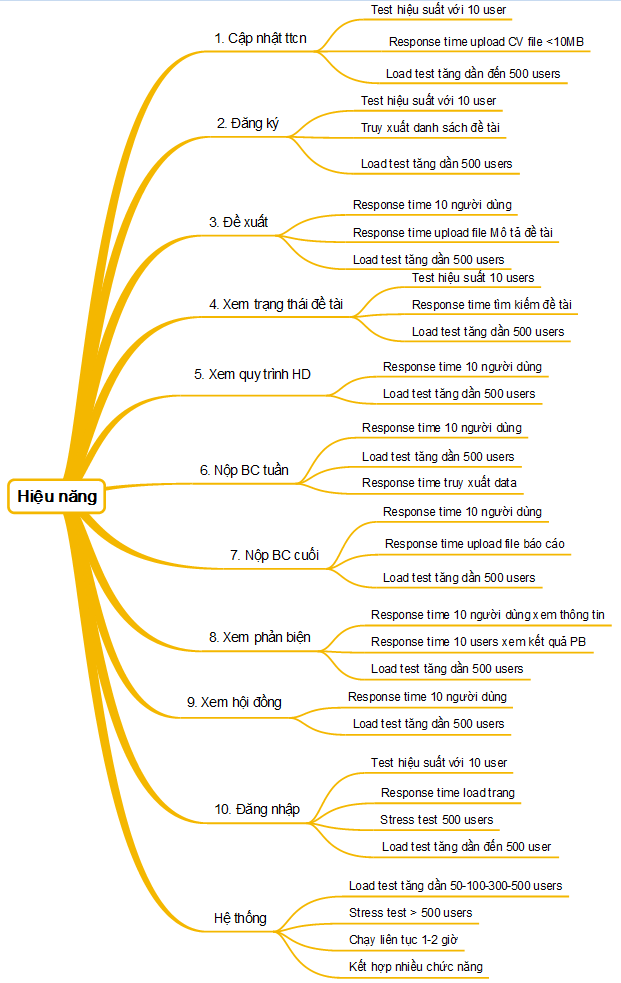 Hiệu năng
1. Cập nhật ttcn
Test hiệu suất với 10 user
Response time upload CV file <10MB
Load test tăng dần đến 500 users
2. Đăng ký
Test hiệu suất với 10 user
Truy xuất danh sách đề tài
Load test tăng dần 500 users
3. Đề xuất
Response time 10 người dùng
Response time upload file Mô tả đề tài
Load test tăng dần 500 users
4. Xem trạng thái đề tài
Test hiệu suất 10 users
Response time tìm kiếm đề tài
Load test tăng dần 500 users
5. Xem quy trình HD
Response time 10 người dùng
Load test tăng dần 500 users
6. Nộp BC tuần
Response time 10 người dùng
Load test tăng dần 500 users
Response time truy xuất data
7. Nộp BC cuối
Response time 10 người dùng
Response time upload file báo cáo
Load test tăng dần 500 users
8. Xem phản biện
Response time 10 người dùng xem thông tin
Response time 10 users xem kết quả PB
Load test tăng dần 500 users
9. Xem hội đồng
Response time 10 người dùng
Load test tăng dần 500 users
10. Đăng nhập
Test hiệu suất với 10 user
Response time load trang
Stress test 500 users
Load test tăng dần đến 500 user
Hệ thống
Load test tăng dần 50-100-300-500 users
Stress test > 500 users
Chạy liên tục 1-2 giờ
Kết hợp nhiều chức năng